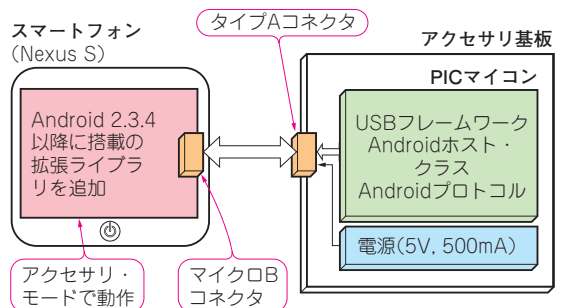 スマートフォン
(Nexus S)
タイプAコネクタ
アクセサリ基板
PICマイコン
Android 2.3.4
以降に搭載の
拡張ライブラ
リを追加
USBフレームワーク
Androidホスト・
クラス
Androidプロトコル
電源(5V, 500mA)
アクセサリ・
モードで動作
マイクロB
コネクタ